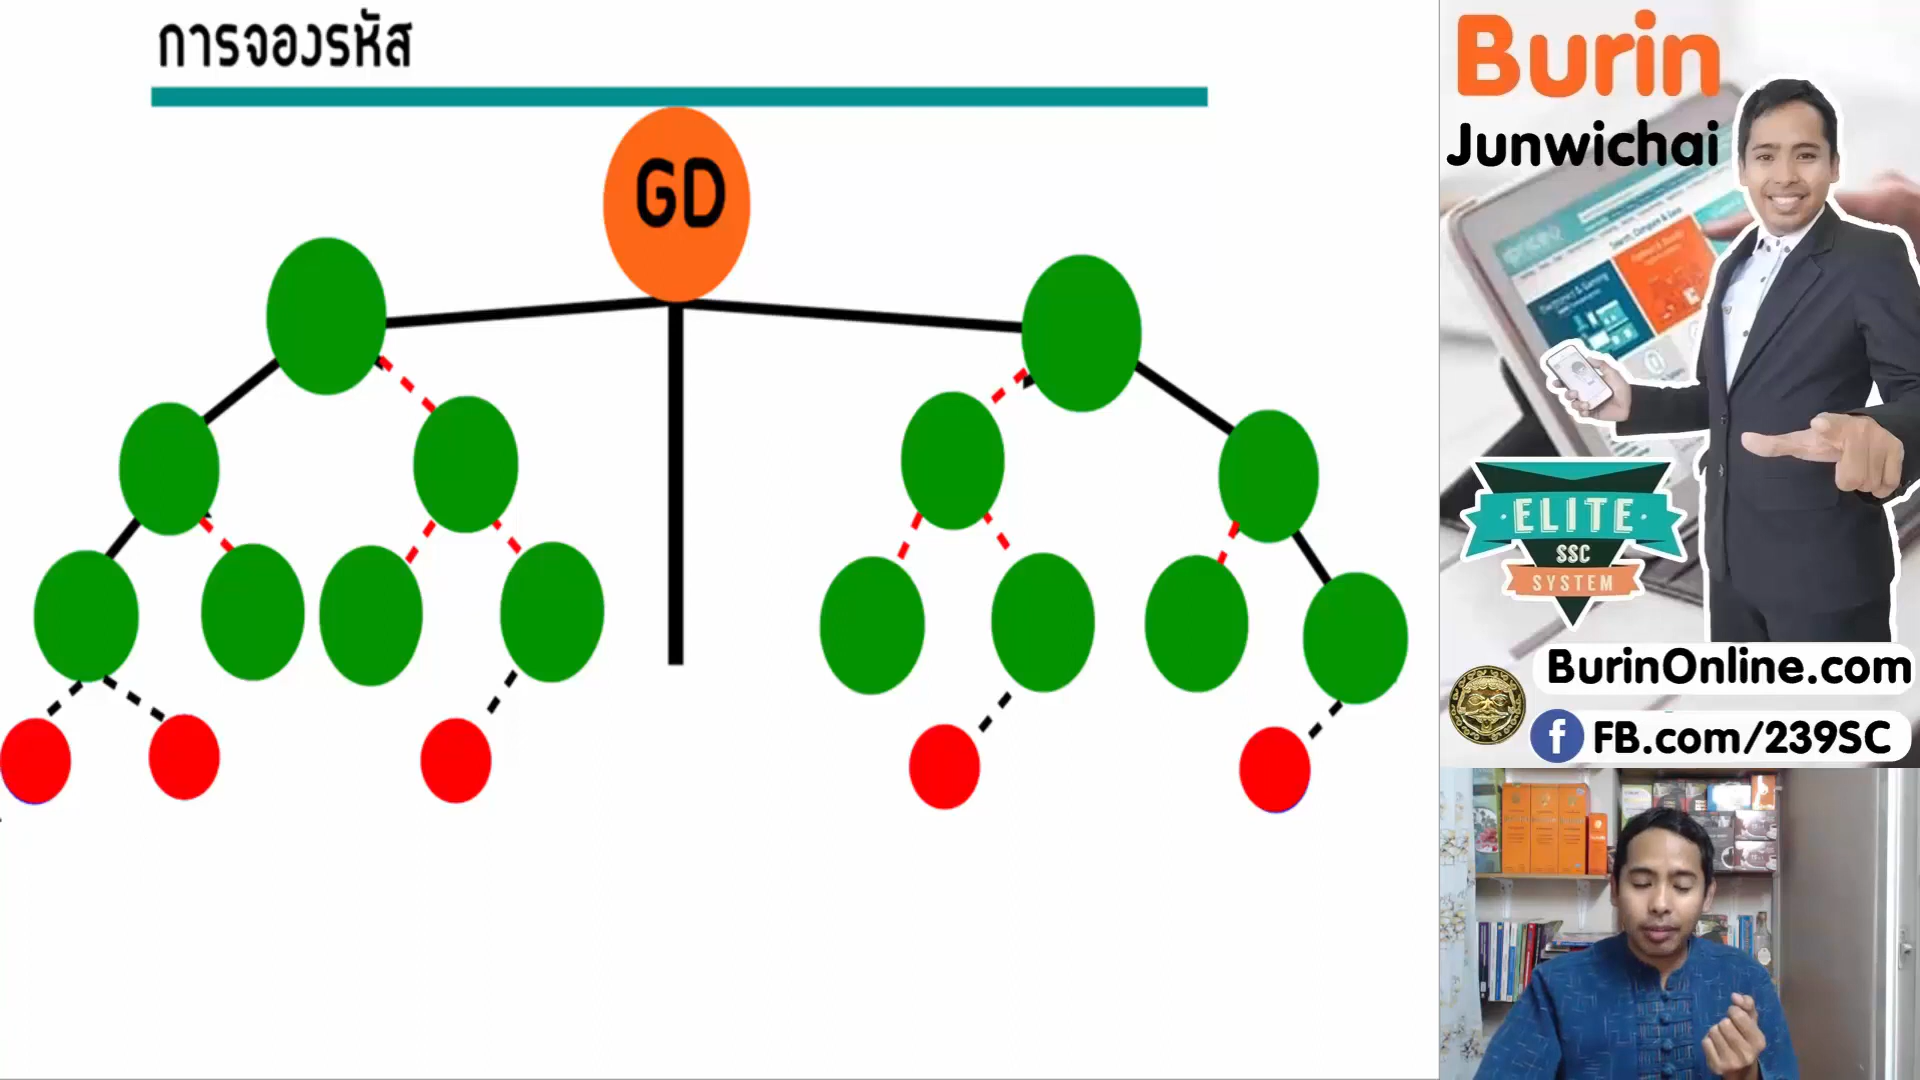 การจองรหัส
GD
Burin
Junwichai
ELITE
SSC
SYSTEM
BurinOnline.com
f FB.com/239SC